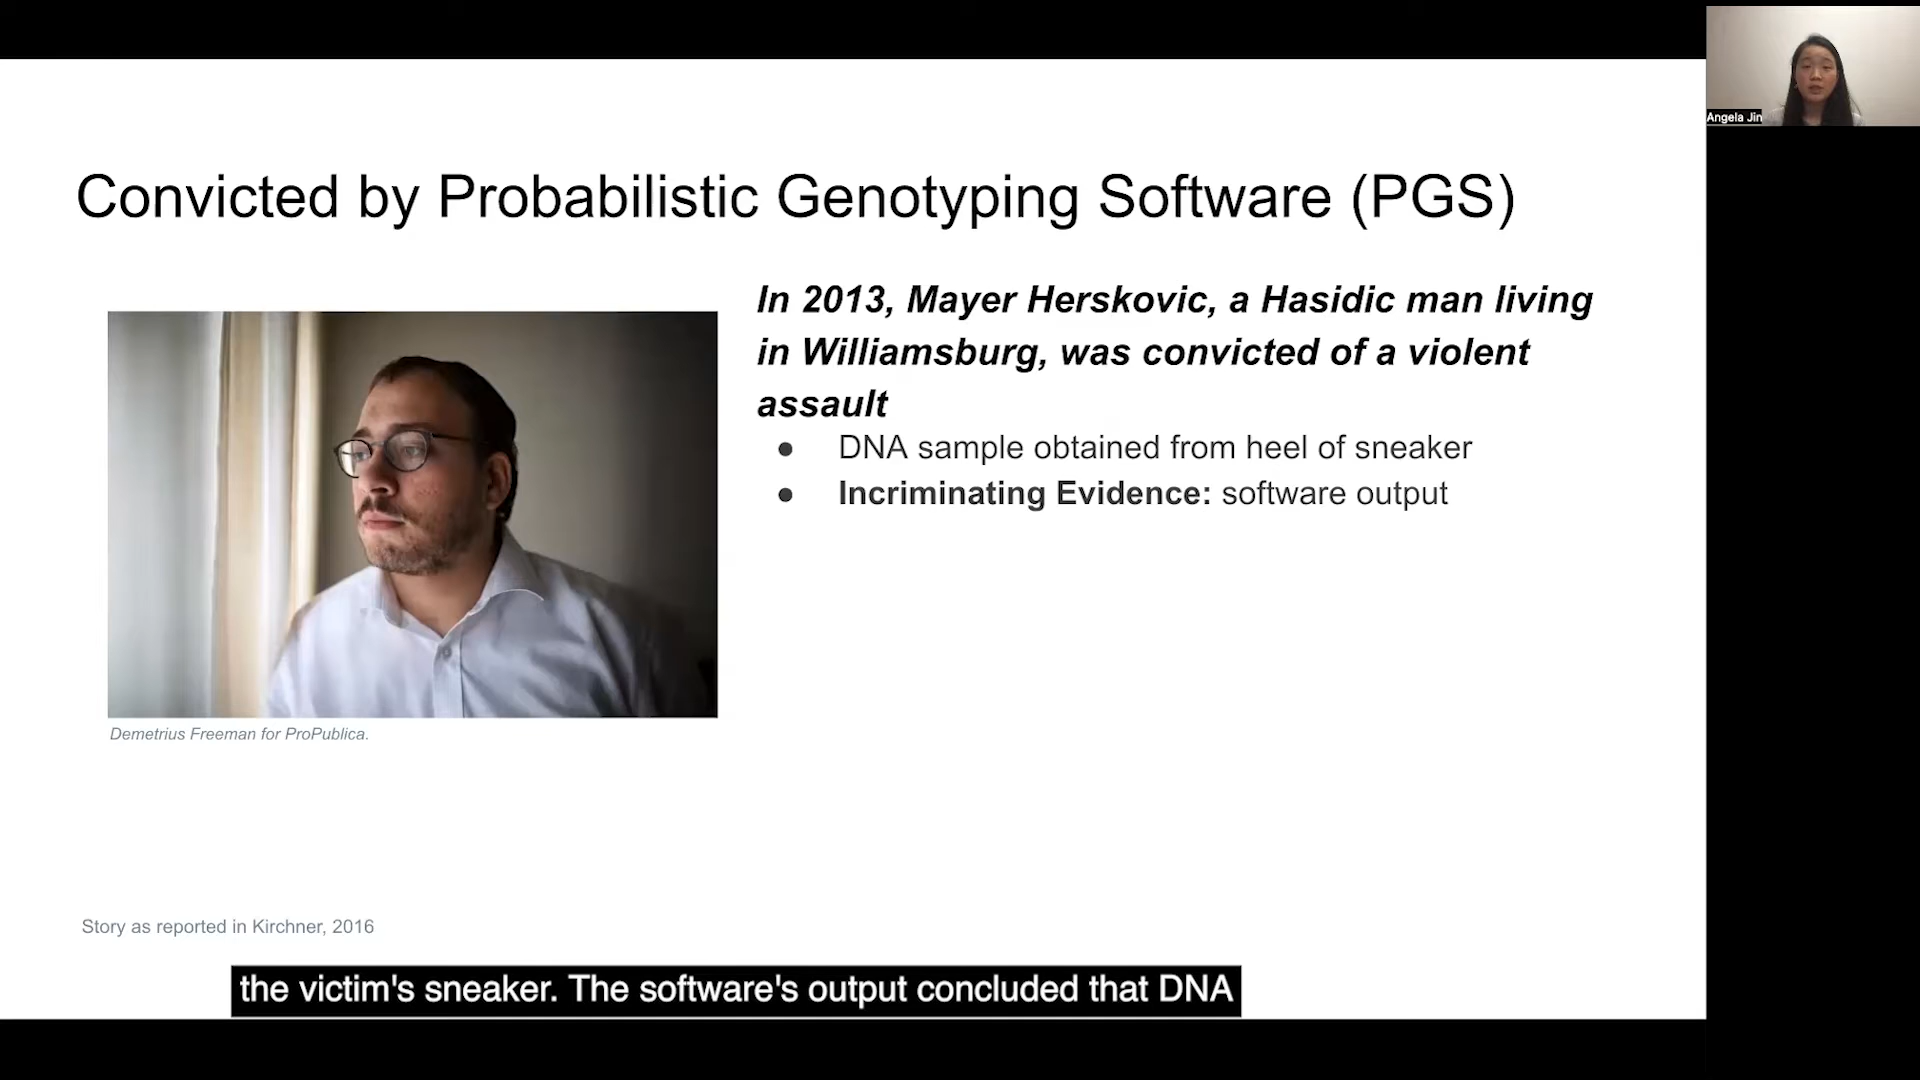 Angela Jin
Convicted by Probabilistic Genotyping Software (PGS)
In 2013, Mayer Herskovic, a Hasidic man living
in Williamsburg, was convicted of a violent
assault
● DNA sample obtained from heel of sneaker
● Incriminating Evidence: software output
Demetrius Freeman for ProPublica.
Story as reported in Kirchner, 2016
the victim's sneaker. The software's output concluded that DNA